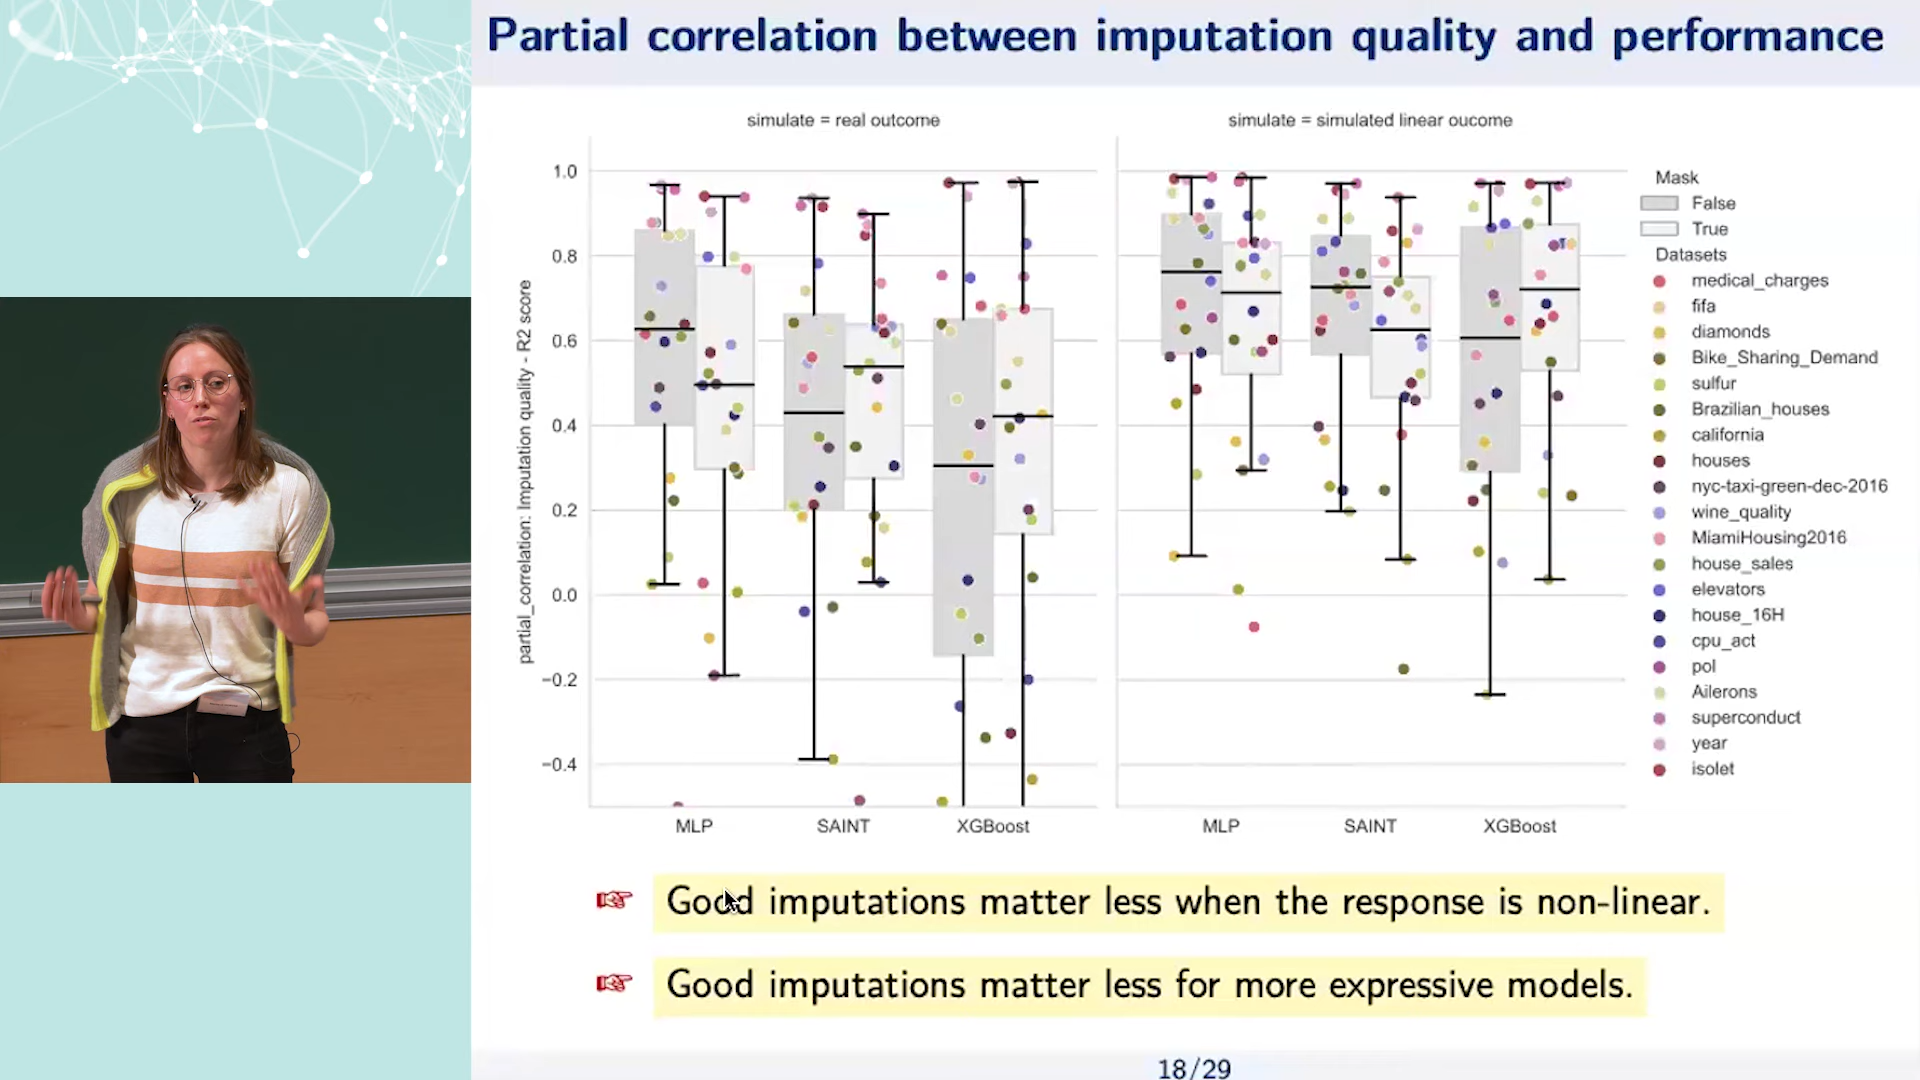 Partial correlation between imputation quality and performance
simulate = real outcome
simulate = simulated linear oucome
partial_correlation: Imputation quality - R2 score
1.0
0.8
0.6
0.4
0.2
0.0
−0.2
−0.4
MLP
SAINT
XGBoost
MLP
SAINT
XGBoost
Mask
False
True
Datasets
medical_charges
fifa
diamonds
Bike_Sharing_Demand
sulfur
Brazilian_houses
california
houses
nyc-taxi-green-dec-2016
wine_quality
MiamiHousing2016
house_sales
elevators
house_16H
cpu_act
pol
Ailerons
superconduct
year
isolet
Good imputations matter less when the response is non-linear.
Good imputations matter less for more expressive models.
18/29